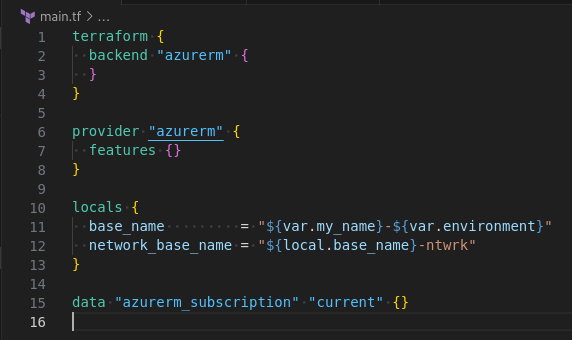 main.tf > ...
1 terraform {
2   backend "azurerm" {
3   }
4 }
5
6 provider "azurerm" {
7   features {}
8 }
9
10 locals {
11   base_name         = "${var.my_name}-${var.environment}"
12   network_base_name = "${local.base_name}-ntwrk"
13 }
14
15 data "azurerm_subscription" "current" {}
16